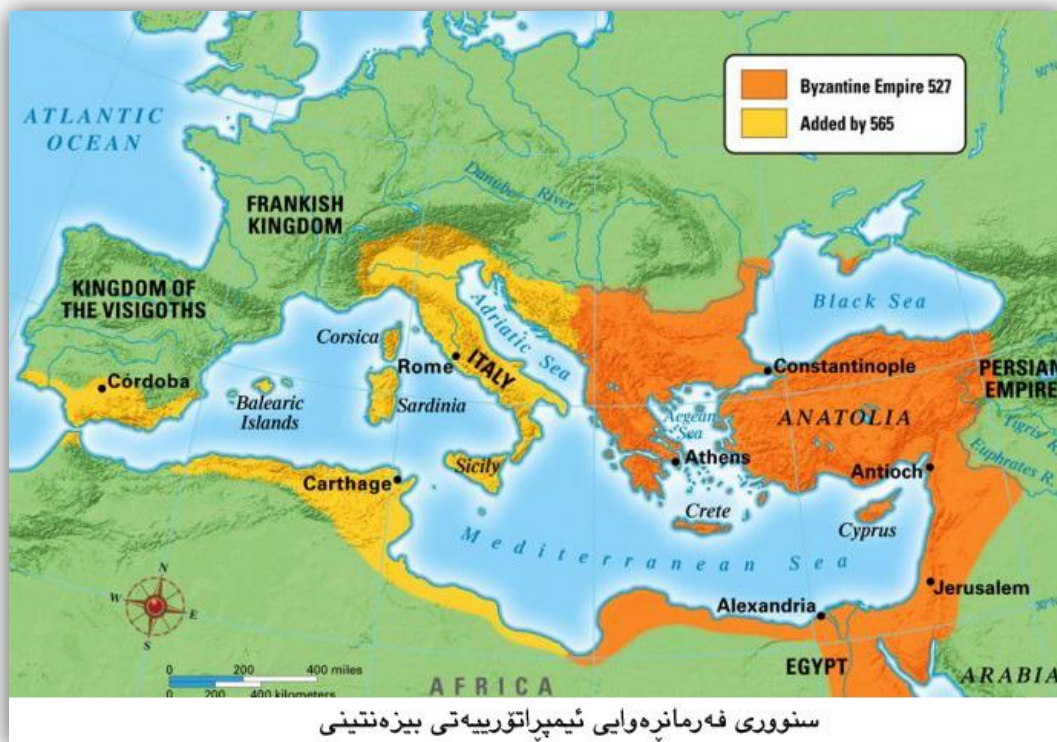 Byzantine Empire 527
Added by 565
50°N
ATLANTIC
OCEAN
Danube River
FRANKISH
KINGDOM
KINGDOM OF
THE VISIGOTHS
Black Sea
Corsica
Adriatic Sea
Rome
ITALY
Constantinople
PERSIAN
EMPIRE
Córdoba
Balearic
Islands
Sardinia
Aegean
Sea
ANATOLIA
Tigris R
Euphrates R.
Athens
Antioch
Carthage
Sicily
Crete
Cyprus
Mediterranean Sea
Jerusalem
Alexandria
30°N
N
W
E
S
EGYPT
ARABIA
0 200 400 miles
0 200 400 kilometers
AFRICA
سنووری فەرمانڕەوایی ئیمپڕاتۆرییەتی بیزەنتینی